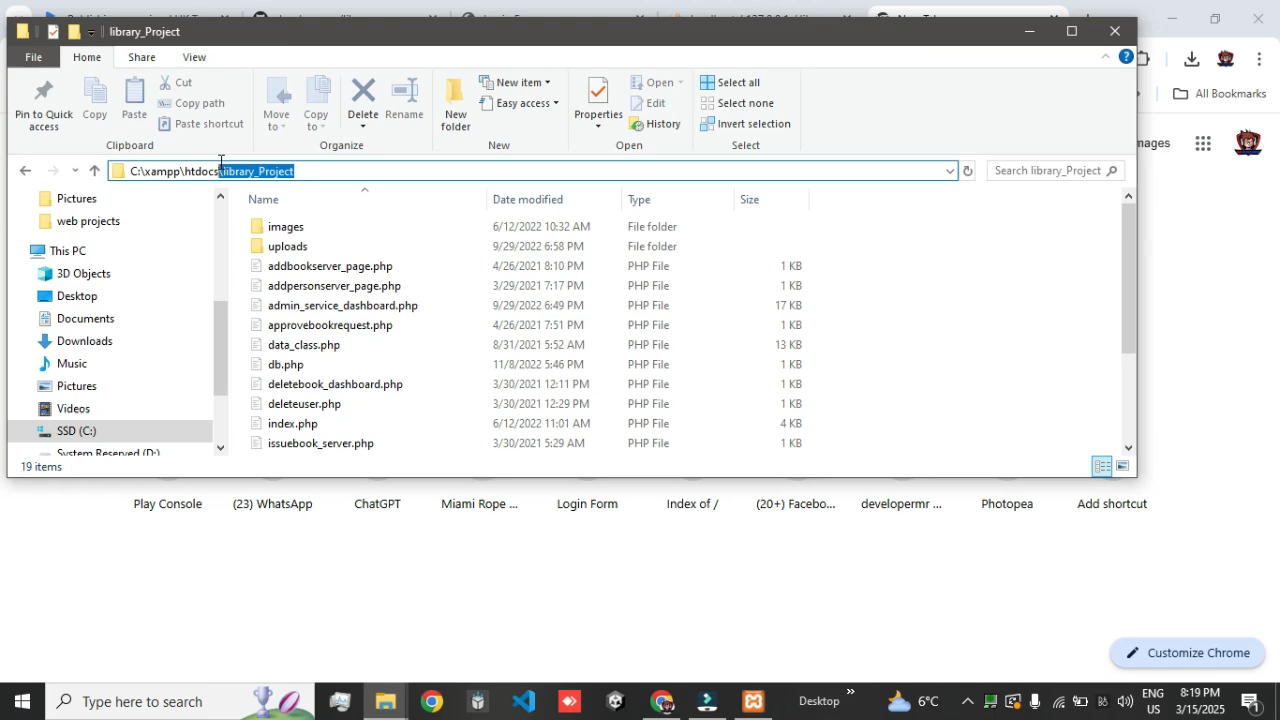 library_Project
File
Home
Share
View
Pin to Quick access
Copy
Paste
Cut
Copy path
Paste shortcut
Clipboard
Move to
Copy to
Delete
Rename
Organize
New folder
New item
Easy access
New
Properties
Open
Edit
History
Open
Select all
Select none
Invert selection
Select
All Bookmarks
C:\xampp\htdocs\library_Project
Search library_Project
Pictures
web projects
This PC
3D Objects
Desktop
Documents
Downloads
Music
Pictures
Videos
SSD (C:)
System Reserved (D:)
Name Date modified Type Size
images 6/12/2022 10:32 AM File folder
uploads 9/29/2022 6:58 PM File folder
addbookserver_page.php 4/26/2021 8:10 PM PHP File 1 KB
addpersonserver_page.php 3/29/2021 7:17 PM PHP File 1 KB
admin_service_dashboard.php 9/29/2022 6:49 PM PHP File 17 KB
approvebookrequest.php 4/26/2021 7:51 PM PHP File 1 KB
data_class.php 8/31/2021 5:52 AM PHP File 13 KB
db.php 11/8/2022 5:46 PM PHP File 1 KB
deletebook_dashboard.php 3/30/2021 12:11 PM PHP File 1 KB
deleteuser.php 3/30/2021 12:29 PM PHP File 1 KB
index.php 6/12/2022 11:01 AM PHP File 4 KB
issuebook_server.php 3/30/2021 5:29 AM PHP File 1 KB
19 items
mages
Play Console (23) WhatsApp ChatGPT Miami Rope ... Login Form Index of / (20+) Facebo... developermr ... Photopea Add shortcut
Customize Chrome
Type here to search
Desktop
6°C
ENG
US
8:19 PM
3/15/2025
1